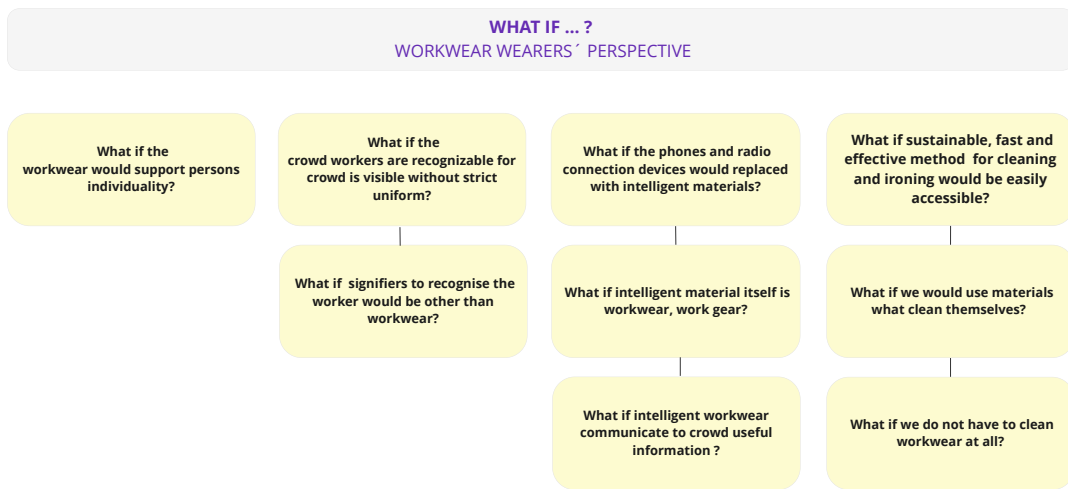 WHAT IF ... ?
WORKWEAR WEARERS´ PERSPECTIVE
What if the
workwear would support persons
individuality?
What if the
crowd workers are recognizable for
crowd is visible without strict
uniform?
What if the phones and radio
connection devices would replaced
with intelligent materials?
What if sustainable, fast and
effective method  for cleaning
and ironing would be easily
accessible?
What if  signifiers to recognise the
worker would be other than
workwear?
What if intelligent material itself is
workwear, work gear?
What if we would use materials
what clean themselves?
What if intelligent workwear
communicate to crowd useful
information ?
What if we do not have to clean
workwear at all?